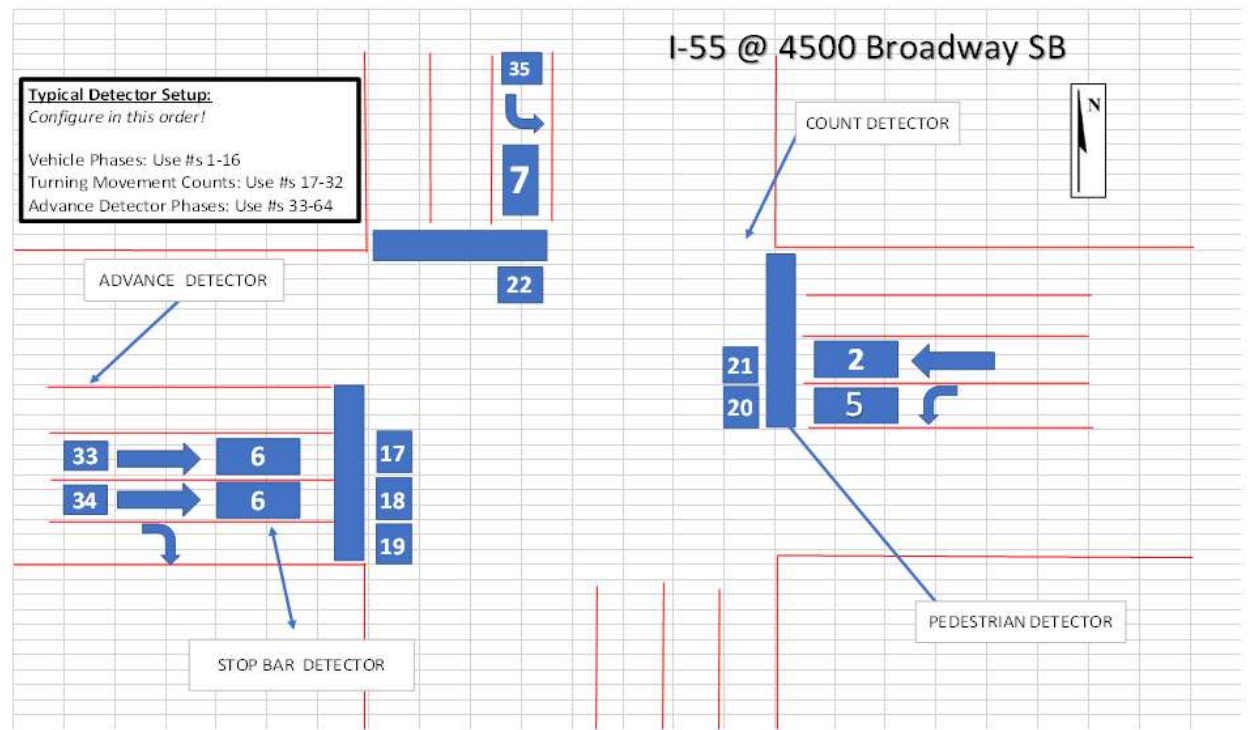 I-55 @ 4500 Broadway SB
35
Typical Detector Setup:
Configure in this order!
Vehicle Phases: Use #s 1-16
Turning Movement Counts: Use #s 17-32
Advance Detector Phases: Use #s 33-64
N
COUNT DETECTOR
7
ADVANCE DETECTOR
22
21
2
20
5
33
6
17
34
6
18
19
PEDESTRIAN DETECTOR
STOP BAR DETECTOR